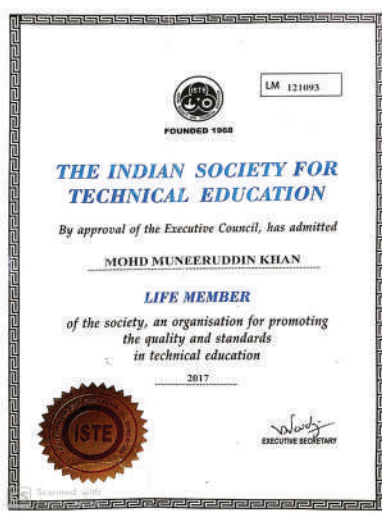 ISTE
LM 121093
FOUNDED 1968
THE INDIAN SOCIETY FOR
TECHNICAL EDUCATION
By approval of the Executive Council, has admitted
MOHD MUNEERUDDIN KHAN
LIFE MEMBER
of the society, an organisation for promoting
the quality and standards
in technical education
2017
ISTE
EXECUTIVE SECRETARY
CS Scanned with